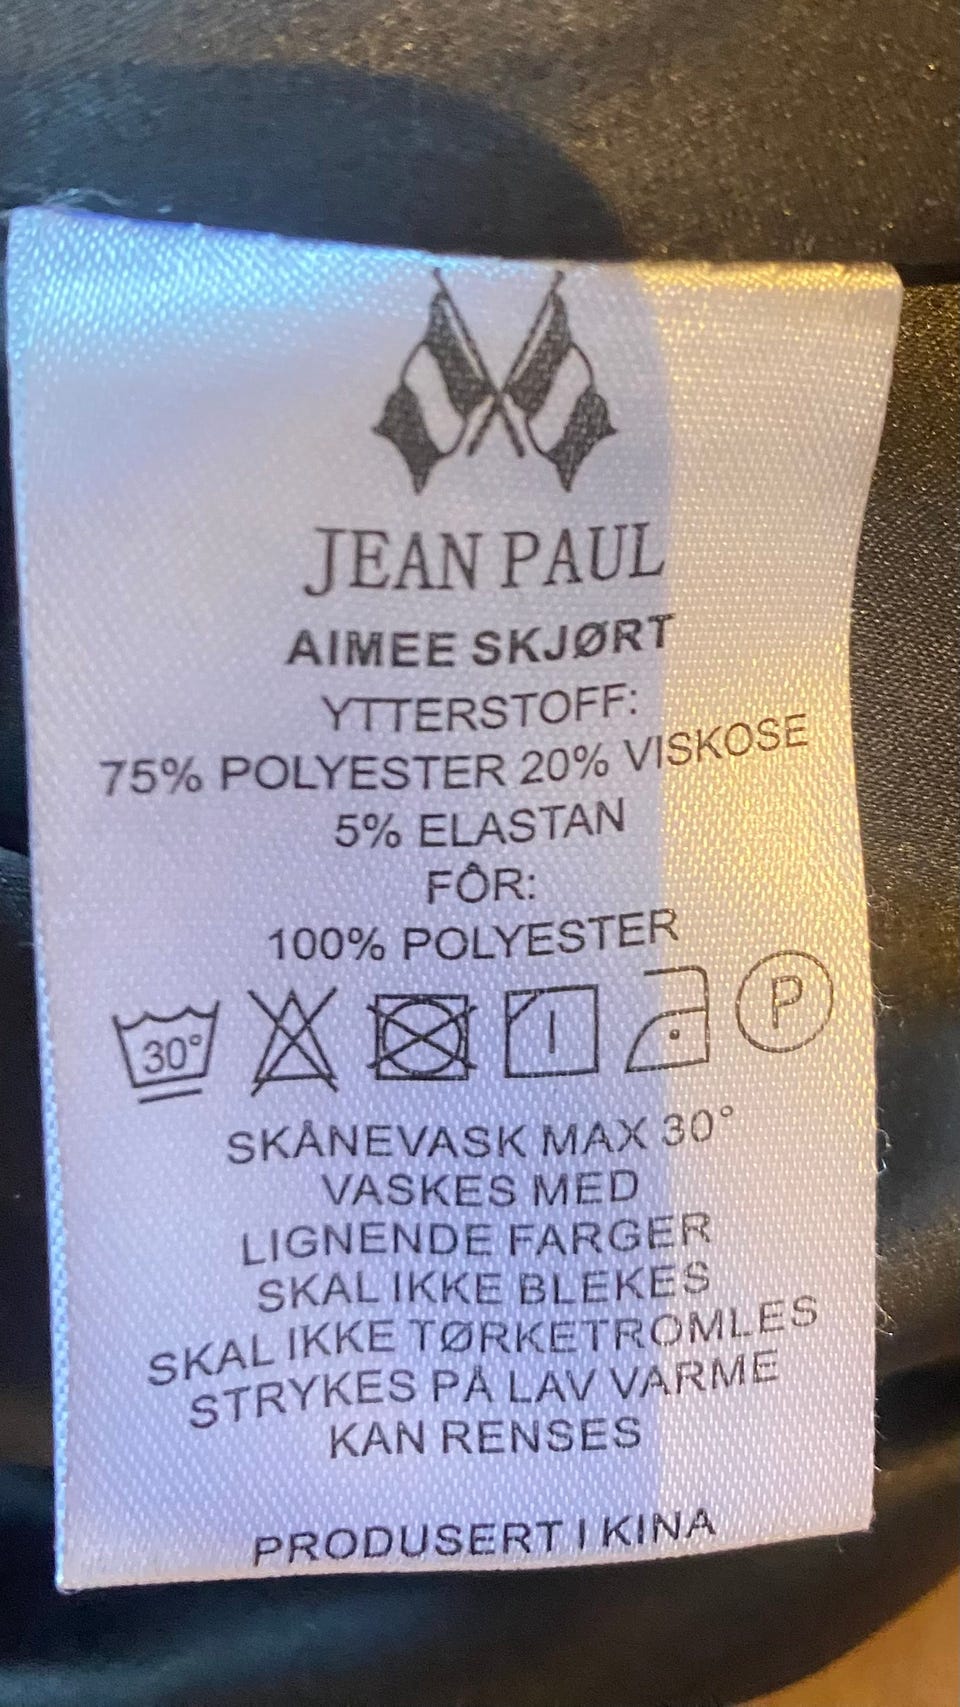 JEAN PAUL
AIMEE SKJØRT
YTTERSTOFF:
75% POLYESTER 20% VISKOSE
5% ELASTAN
FÔR:
100% POLYESTER
30° P
SKÅNEVASK MAX 30°
VASKES MED
LIGNENDE FARGER
SKAL IKKE BLEKES
SKAL IKKE TØRKETROMLES
STRYKES PÅ LAV VARME
KAN RENSES
PRODUSERT I KINA